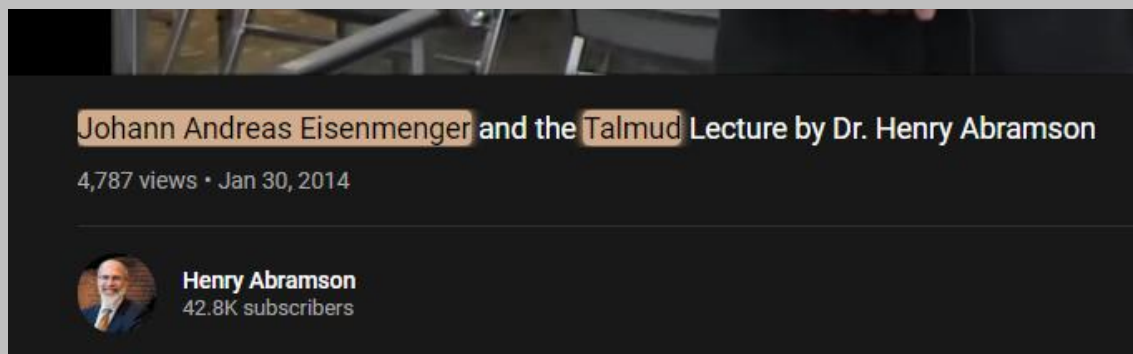 Johann Andreas Eisenmenger and the Talmud Lecture by Dr. Henry Abramson
4,787 views • Jan 30, 2014
Henry Abramson
42.8K subscribers